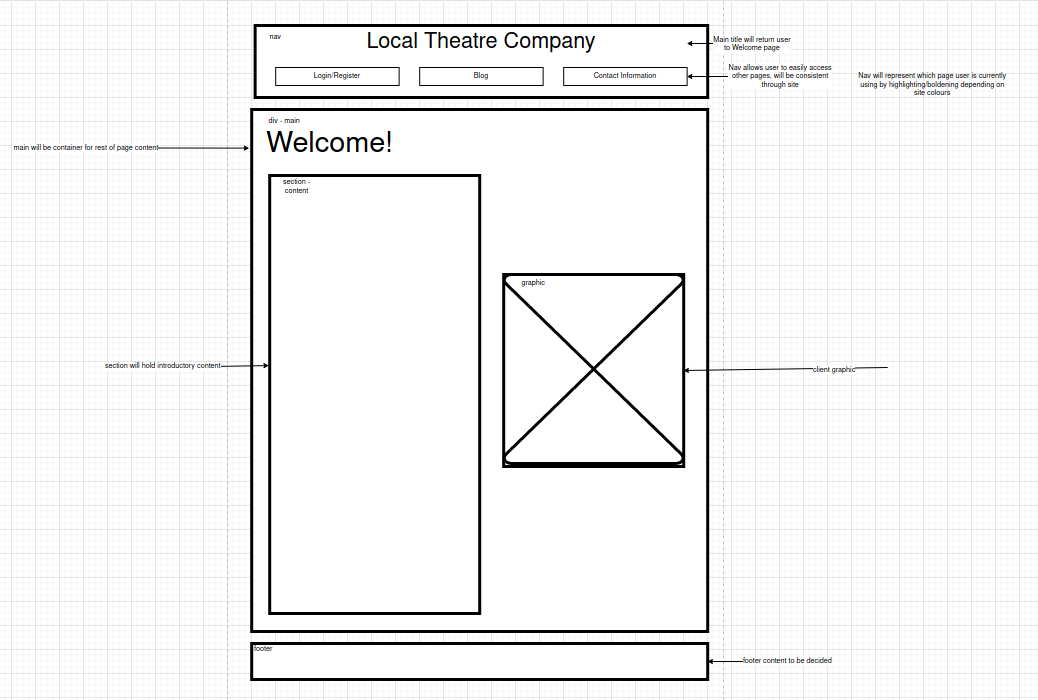 nav
Local Theatre Company
Main title will return user
to Welcome page
Login/Register
Blog
Contact Information
Nav allows user to easily access
other pages, will be consistent
through site
Nav will represent which page user is currently
using by highlighting/boldening depending on
site colours
div - main
Welcome!
main will be container for rest of page content
section -
content
graphic
section will hold introductory content
client graphic
footer
footer content to be decided